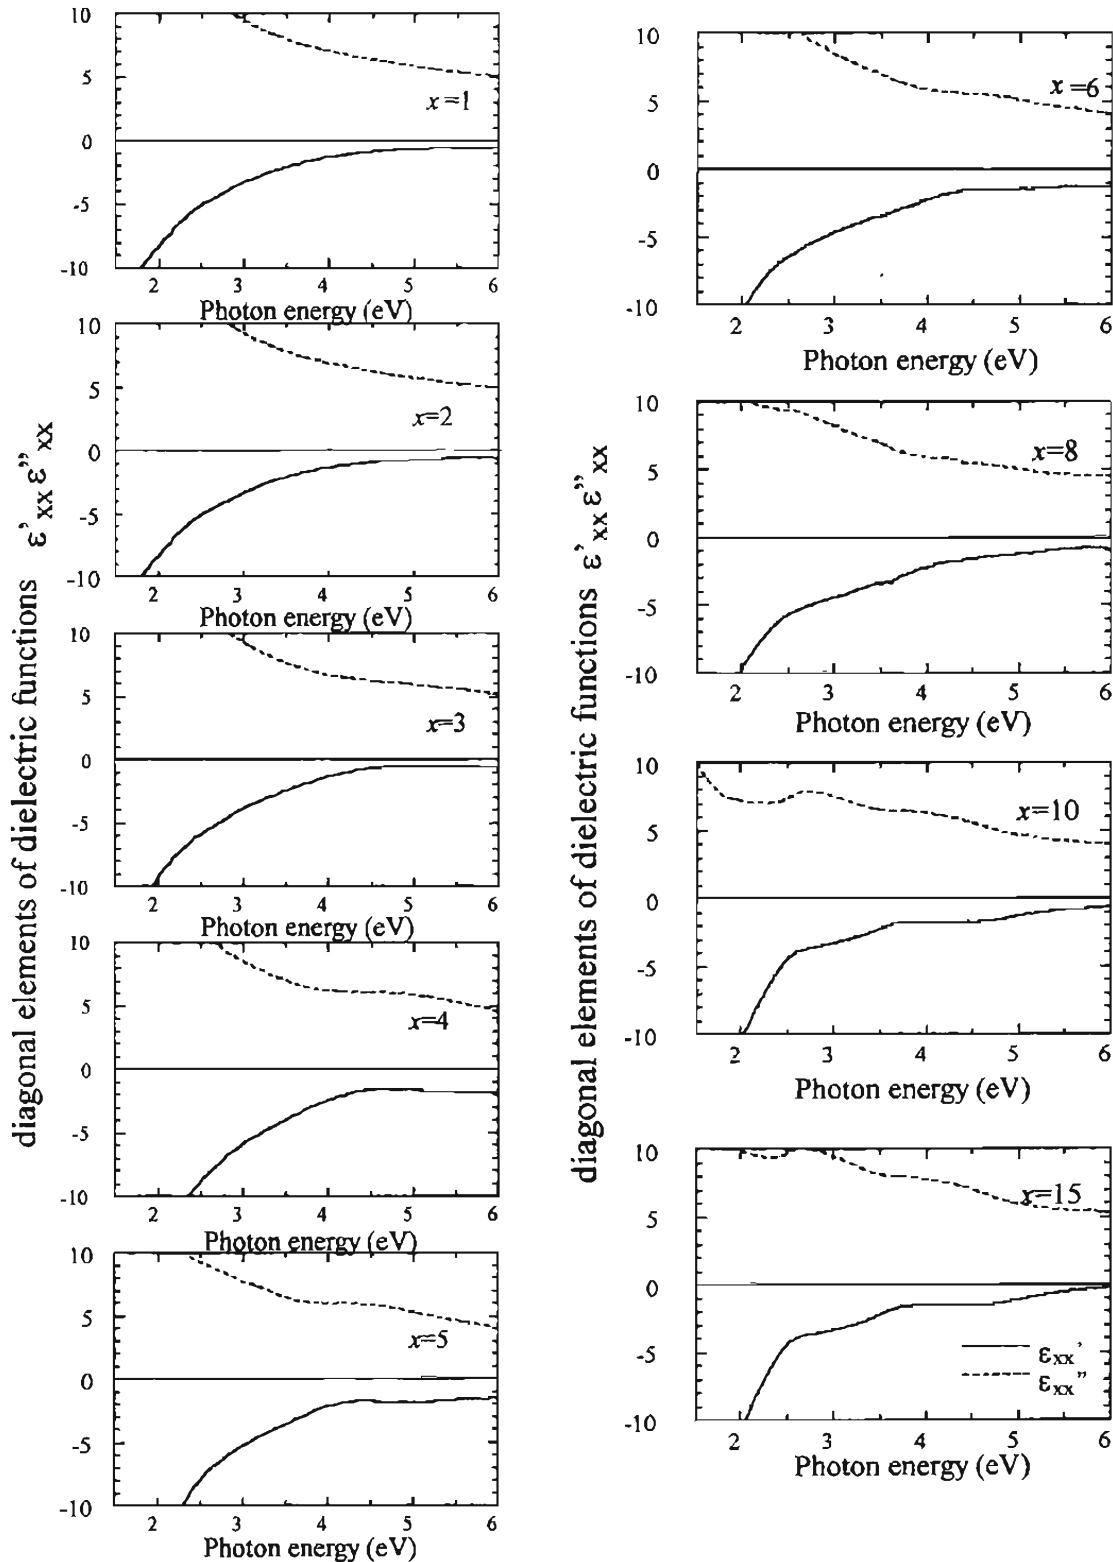 diagonal elements of dielectric functions ε'xx ε"xx
10
5
0
-5
-10
x=1
2 3 4 5 6
Photon energy (eV)
10
5
0
-5
-10
x=2
2 3 4 5 6
Photon energy (eV)
10
5
0
-5
-10
x=3
2 3 4 5 6
Photon energy (eV)
10
5
0
-5
-10
x=4
2 3 4 5 6
Photon energy (eV)
10
5
0
-5
-10
x=5
2 3 4 5 6
Photon energy (eV)
diagonal elements of dielectric functions ε'xx ε"xx
10
5
0
-5
-10
x=6
2 3 4 5 6
Photon energy (eV)
10
5
0
-5
-10
x=8
2 3 4 5 6
Photon energy (eV)
10
5
0
-5
-10
x=10
2 3 4 5 6
Photon energy (eV)
10
5
0
-5
-10
x=15
εxx'
εxx"
2 3 4 5 6
Photon energy (eV)